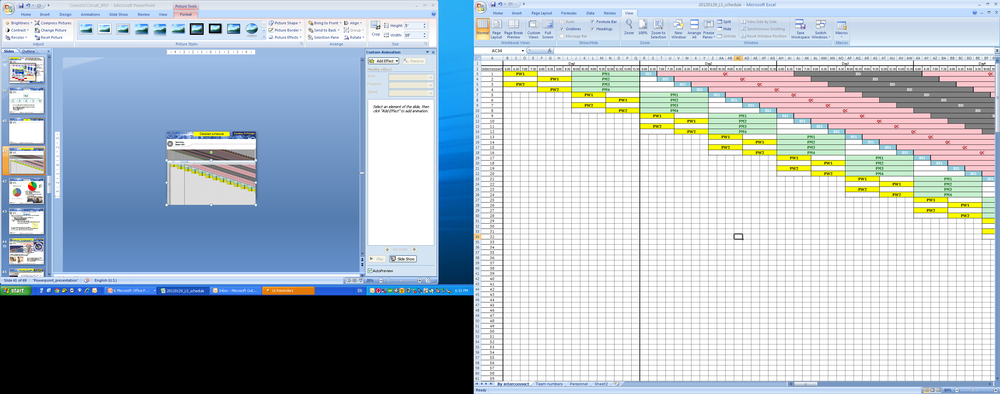 ConsoSCCircuit_JPhT - Microsoft PowerPoint
Picture Tools
Home Insert Design Animations Slide Show Review View Format
Brightness Compress Pictures
Contrast Change Picture
Recolor Reset Picture
Adjust
Picture Styles
Picture Shape
Picture Border
Picture Effects
Bring to Front Align
Send to Back Group
Selection Pane Rotate
Arrange
Crop
Height: 5"
Width: 10"
Size
Slides Outline
38
39
40
41
42
43
44
45
Detailed schedule
Courtesy R Principe
TE
Technology
Department
Custom Animation
Add Effect Remove
Modify effect
Start:
Property:
Speed:
Select an element of the slide, then
click "Add Effect" to add animation.
Re-Order
Play Slide Show
AutoPreview
Slide 41 of 69 "Powerpoint_presentation" English (U.S.) 28%
start 6 Microsoft Office P... 20120129_LS_schedule Inbox - Microsoft Out... 16 Reminders EN 6:31 PM
20120129_LS_schedule - Microsoft Excel
Home Insert Page Layout Formulas Data Review View
Normal
Page Layout
Page Break Preview
Custom Views
Full Screen
Workbook Views
Ruler Formula Bar
Gridlines Headings
Message Bar
Show/Hide
Zoom
100%
Zoom to Selection
Zoom
New Window
Arrange All
Freeze Panes
Split
Hide
Unhide
View Side by Side
Synchronous Scrolling
Reset Window Position
Window
Save Workspace
Switch Windows
Macros
Macros
AC34 fx
A B C D E F G H I J K L M N O P Q R S T U V W X Y Z AA AB AC AD AE AF AG AH AI AJ AK AL AM AN AO AP AQ AR AS AT AU AV AW AX AY AZ BA BB BC BD BE BF
1 Day1 Day2 Day3 Day4
2 Interconnect 6:00 6:30 7:00 7:30 8:00 8:30 9:00 9:30 10:00 10:30 11:00 11:30 12:00 12:30 13:00 13:30 6:00 6:30 7:00 7:30 8:00 8:30 9:00 9:30 10:00 10:30 11:00 11:30 12:00 12:30 13:00 13:30 6:00 6:30 7:00 7:30 8:00 8:30 9:00 9:30 10:00 10:30 11:00 11:30 12:00 12:30 13:00 13:30 6:00 6:30 7:00 7:30 8:00 8:30 9:00 9:30 10:00
3 1 PW1 PM1 BI1 QC BD QC
4 2 PW1 PM2 BI1 QC BD
5 3 PW2 PM3 BI1 QC BD
6 4 PW2 PM4 BI1 QC BD
7 5 PW1 PM1 BI1 QC BD
8 6 PW1 PM2 BI1 QC BD
9 7 PW2 PM3 BI1 QC BD
10 8 PW2 PM4 BI1 QC BD
11 9 PW1 PM1 BI1 QC
12 10 PW1 PM2 BI1 QC
13 11 PW2 PM3 BI1 QC
14 12 PW2 PM4 BI1 QC
15 13 PW1 PM1 BI1 QC
16 14 PW1 PM2 BI1 QC
17 15 PW2 PM3 BI1 QC
18 16 PW2 PM4 BI1 QC
19 17 PW1 PM1 BI1
20 18 PW1 PM2 BI1
21 19 PW2 PM3 BI1
22 20 PW2 PM4 BI1
23 21 PW1 PM1 BI1
24 22 PW1 PM2
25 23 PW2 PM3
26 24 PW2 PM4
27 25 PW1
28 26 PW1
29 27 PW2
30 28 PW2
31 29
32 30
33 31
34 32
35 33
36 34
37 35
38 36
39 37
40 38
41 39
42 40
43 41
44 42
45 43
46 44
47 45
48 46
49 47
50 48
51 49
52 50
53 51
54 52
55 53
56 54
57 55
58 56
59 57
60 58
61 59
By interconnect Team numbers Personnel Sheet2
Ready 80%